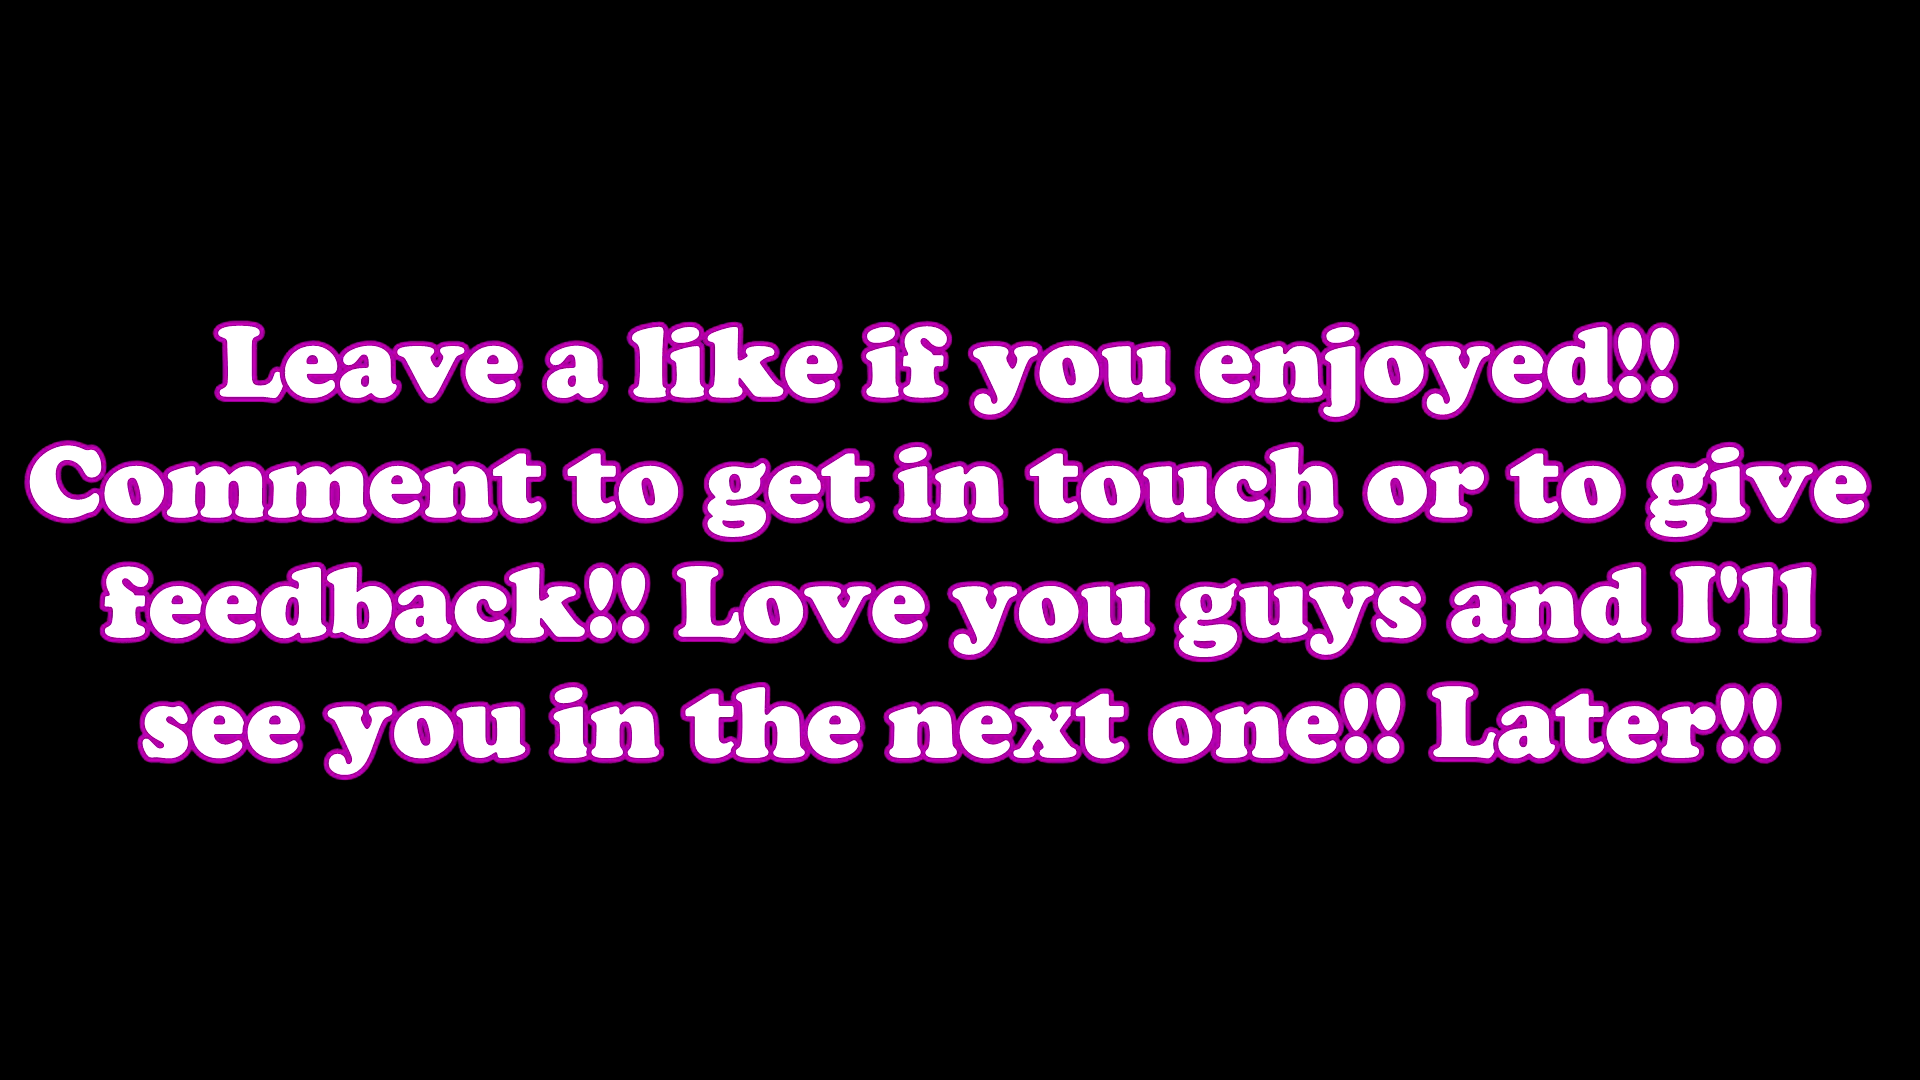 Leave a like if you enjoyed!!
Comment to get in touch or to give
feedback!! Love you guys and I'll
see you in the next one!! Later!!